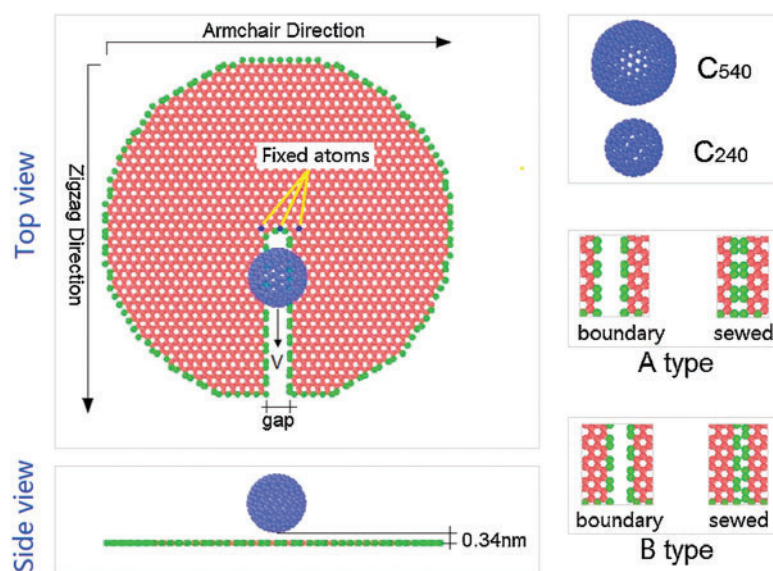 Top view
Armchair Direction
Zigzag Direction
Fixed atoms
V
gap
Side view
0.34nm
C540
C240
boundary sewed
A type
boundary sewed
B type